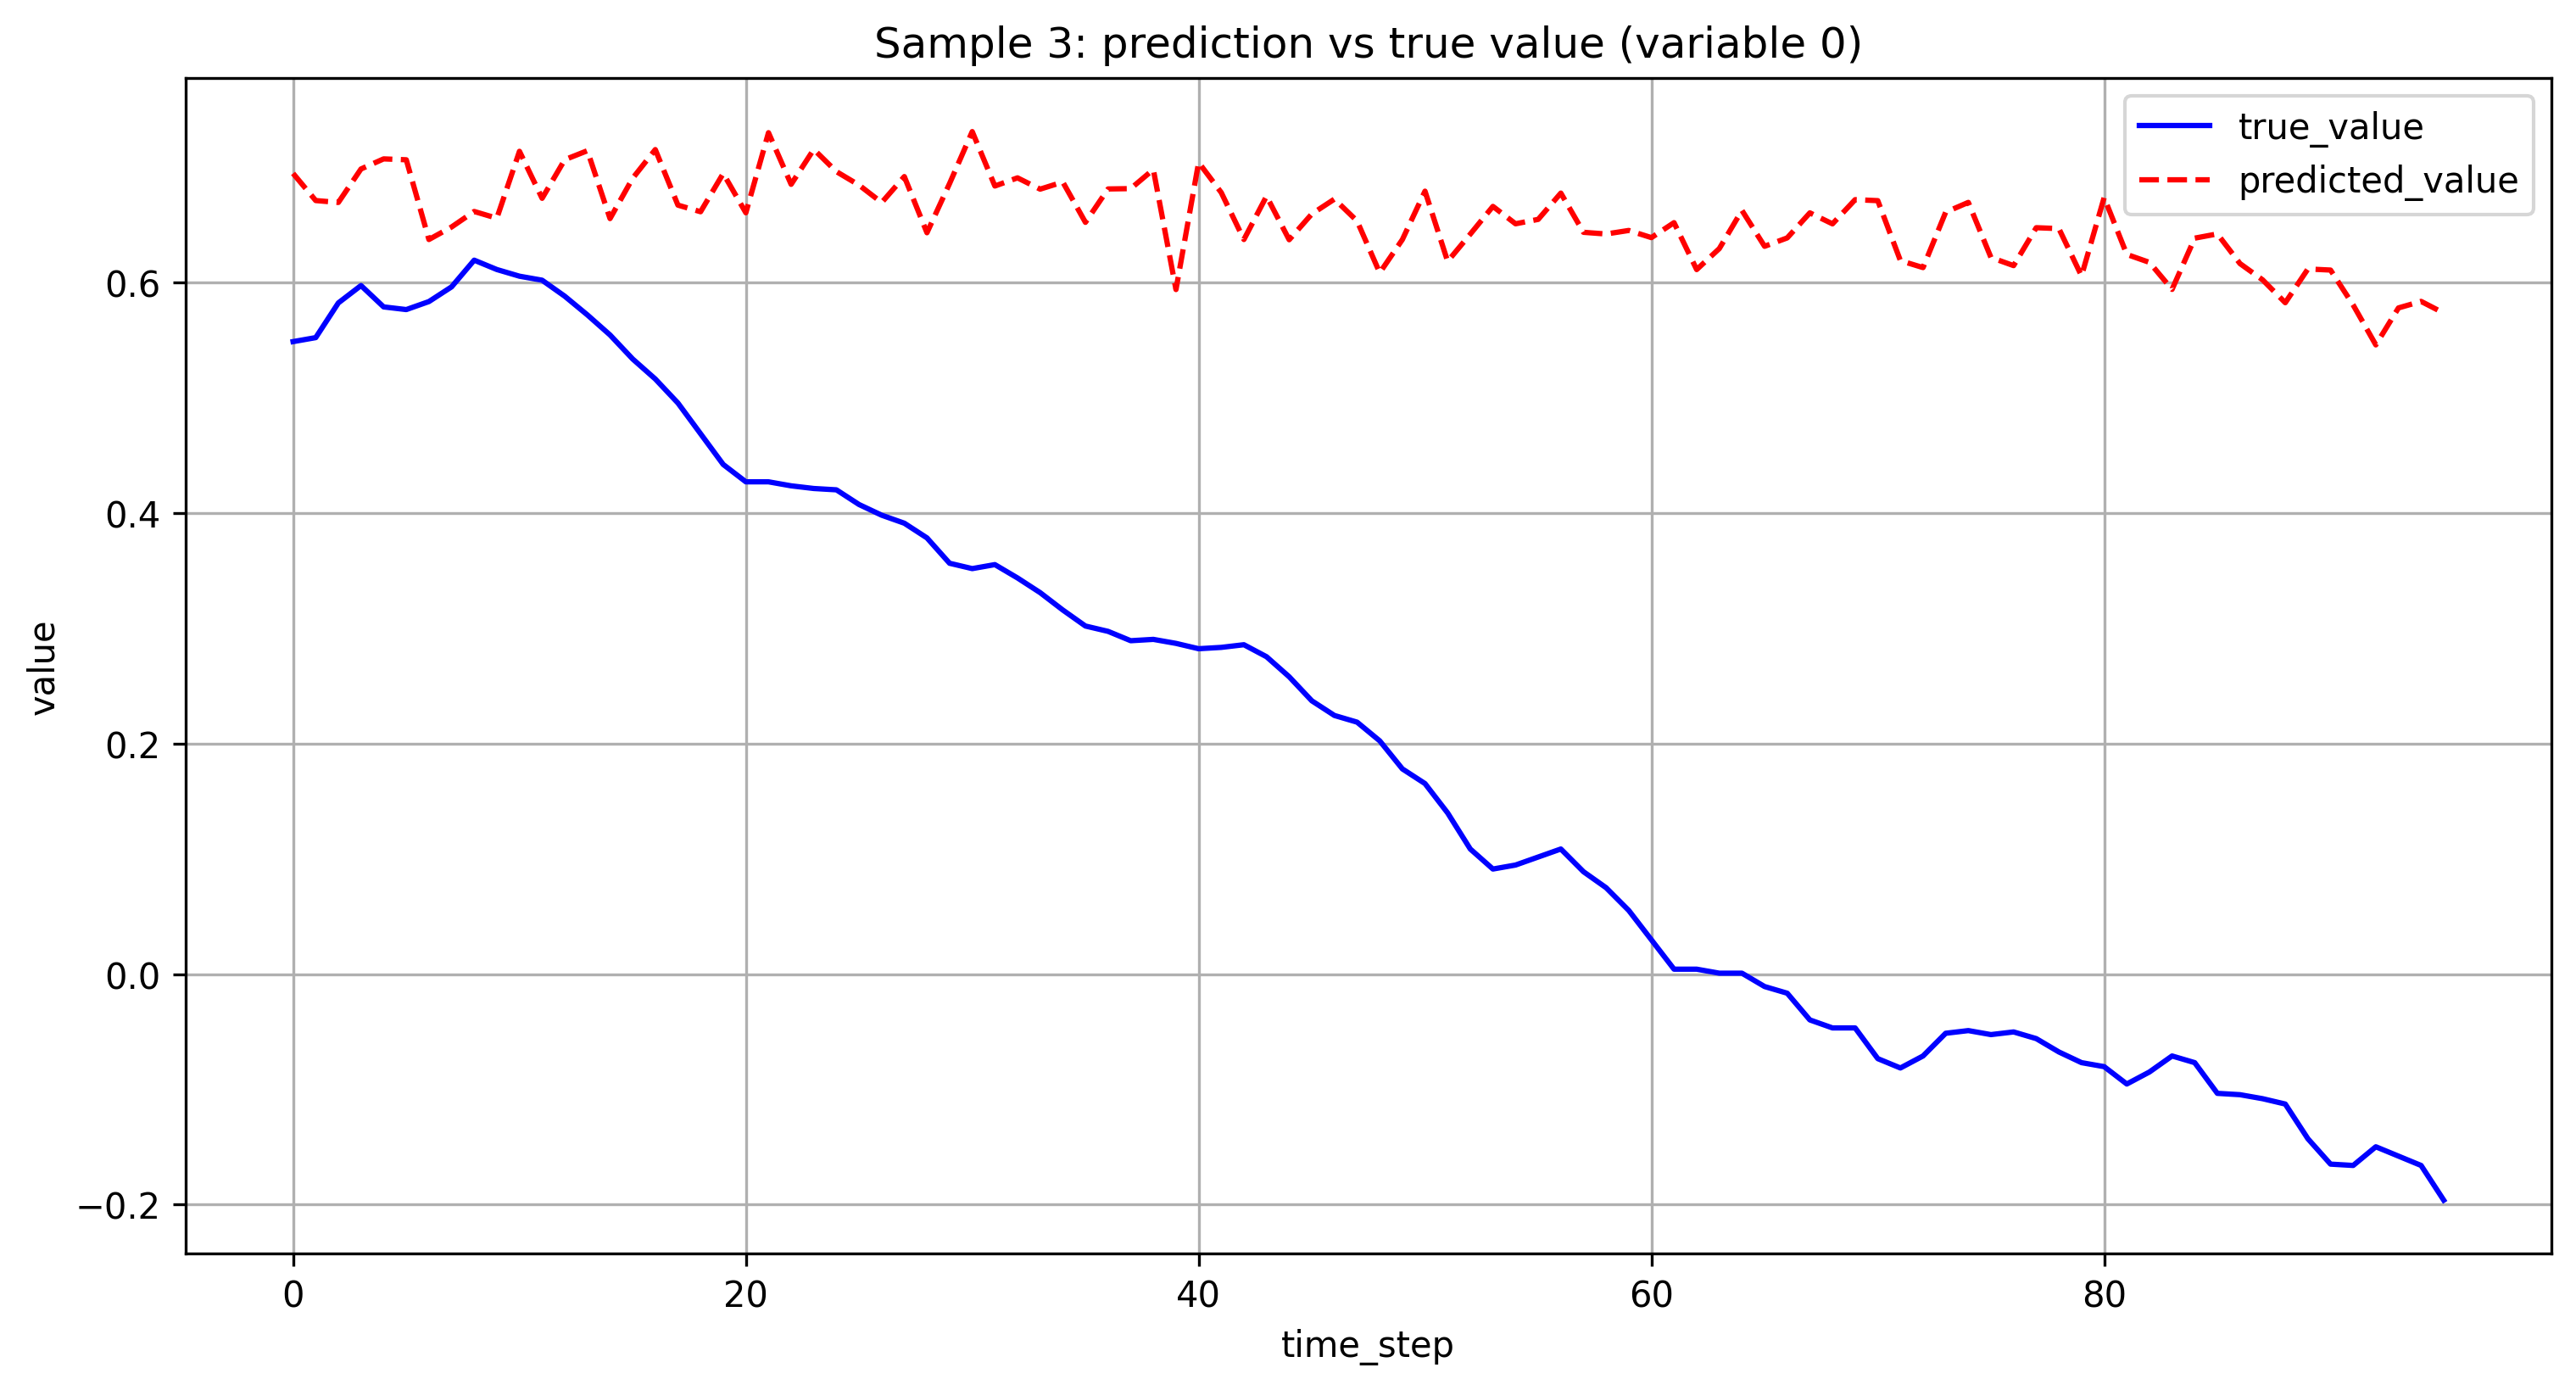 Sample 3: prediction vs true value (variable 0)
true_value
predicted_value
value
0.6
0.4
0.2
0.0
−0.2
0
20
40
60
80
time_step